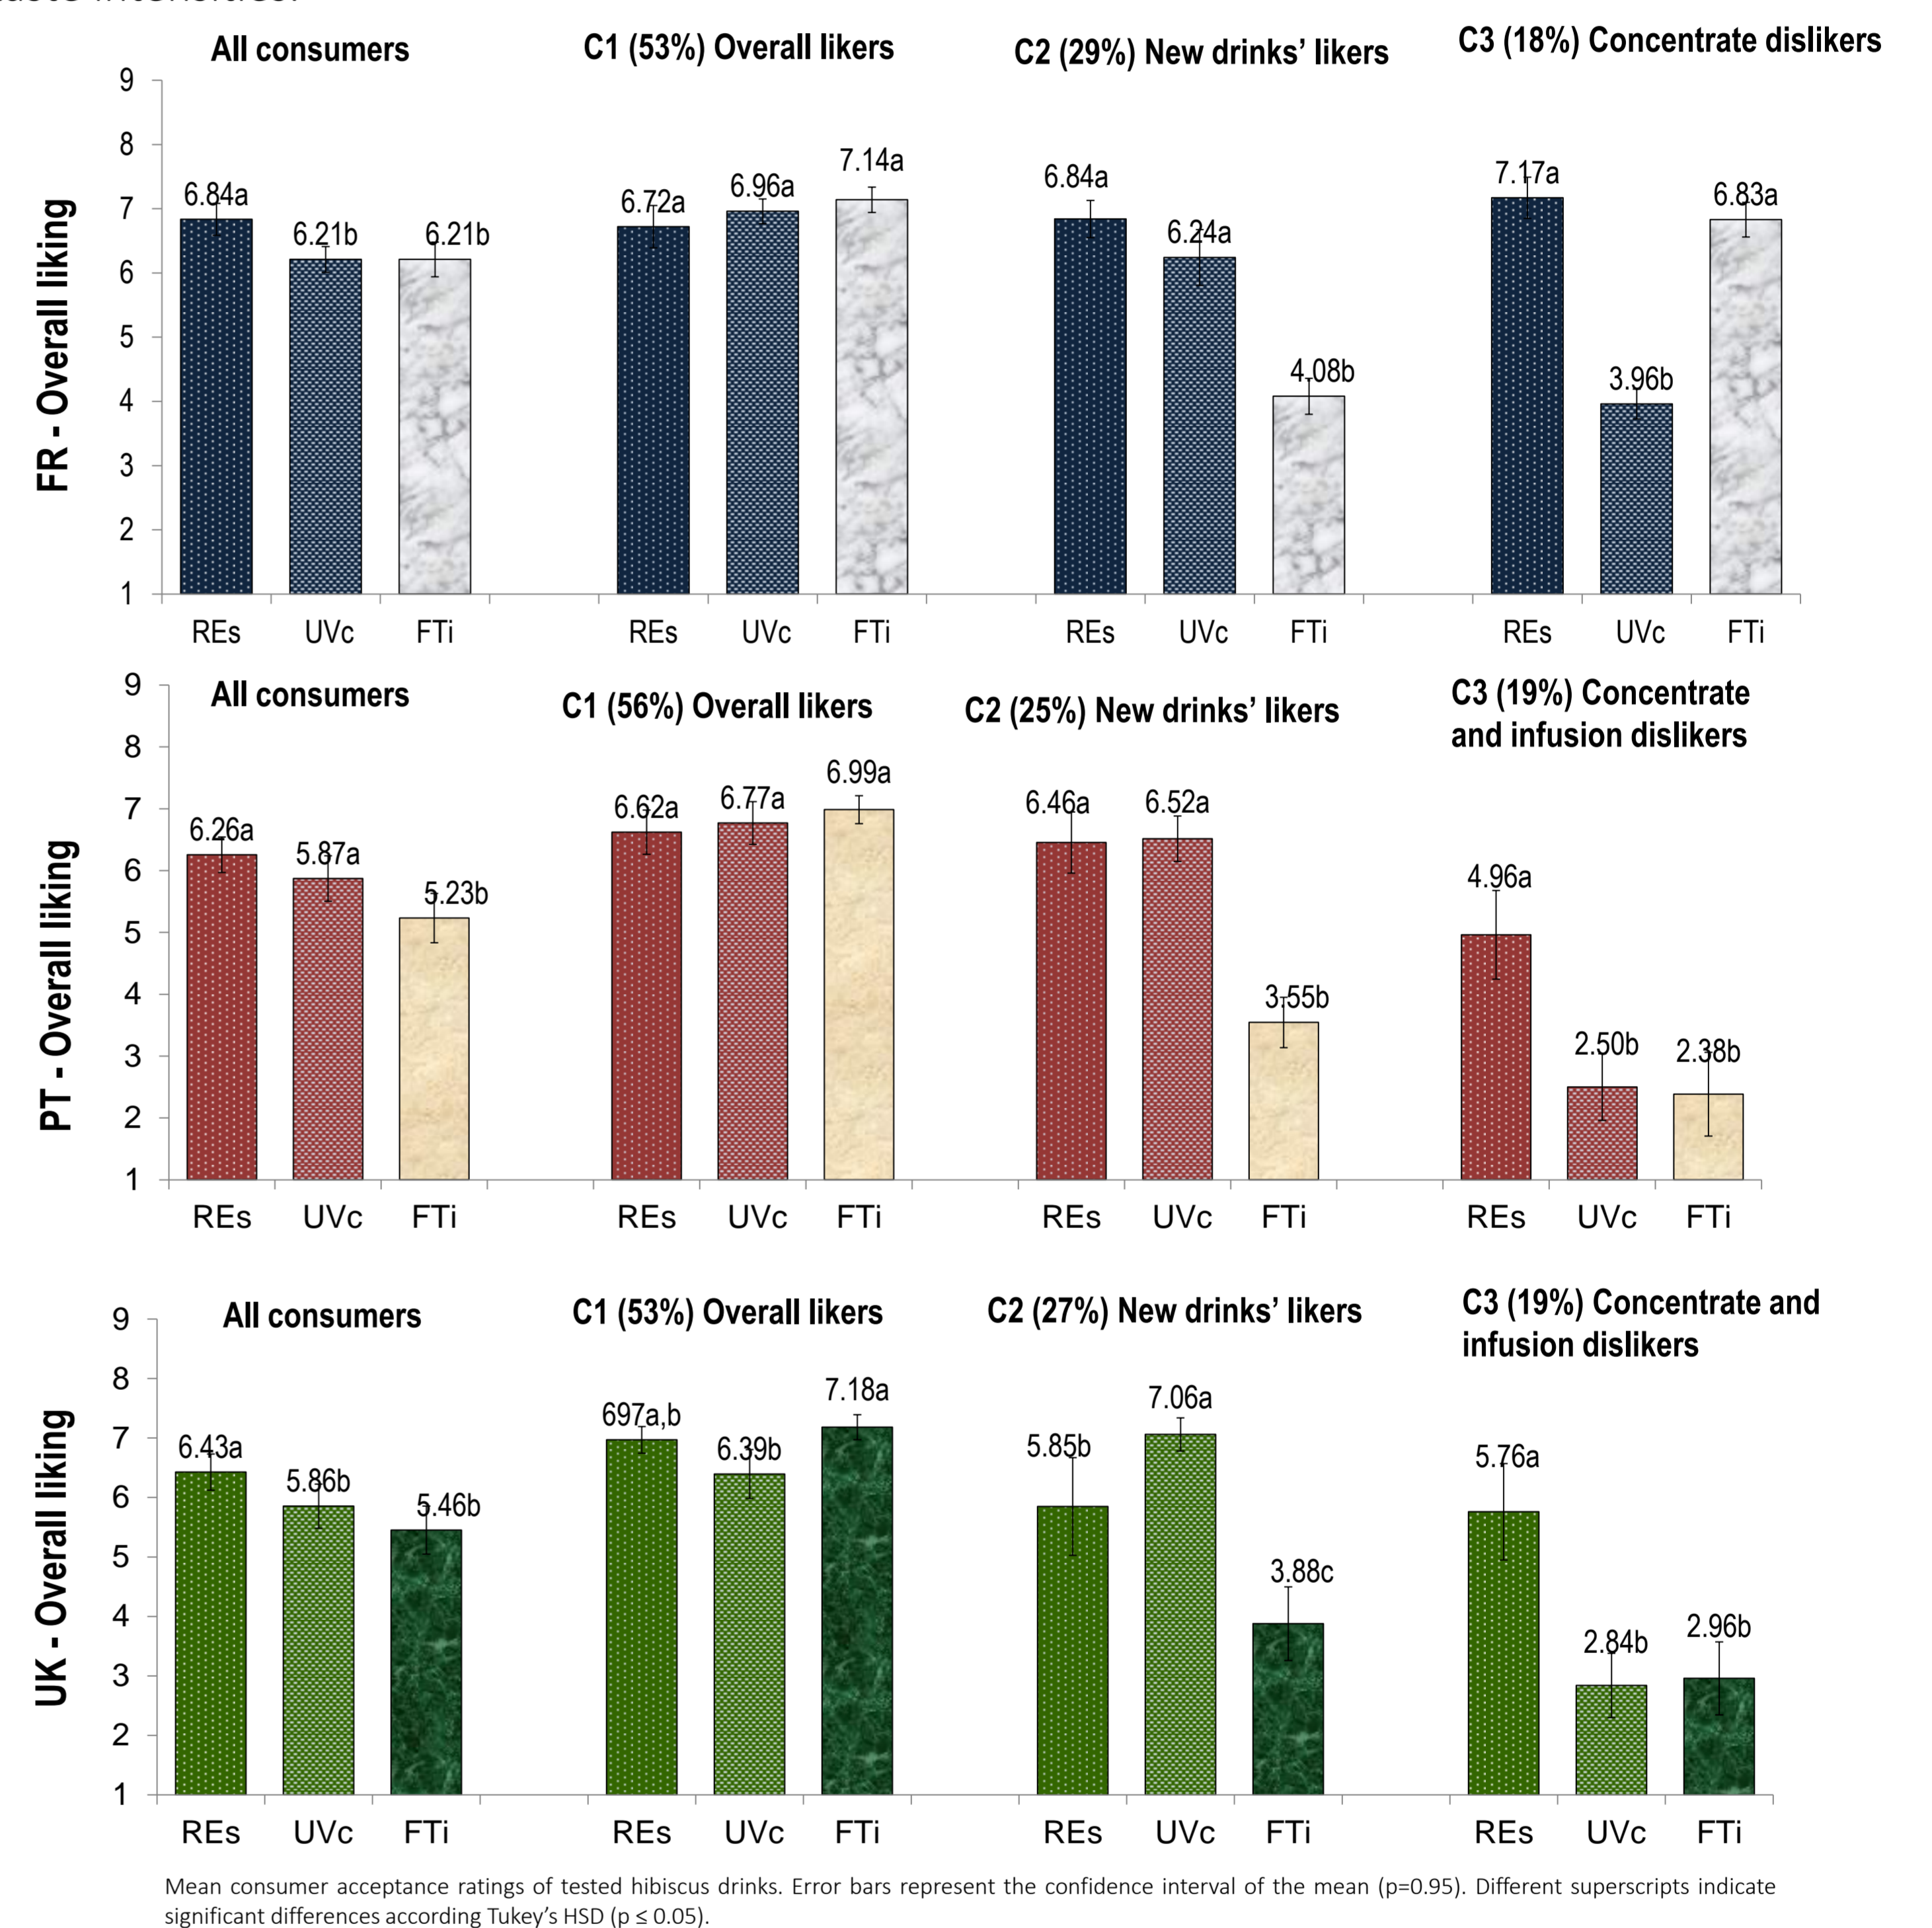 All consumers
C1 (53%) Overall likers
C2 (29%) New drinks’ likers
C3 (18%) Concentrate dislikers
FR - Overall liking
9
8
7
6
5
4
3
2
1
6.84a
6.21b
6.21b
6.72a
6.96a
7.14a
6.84a
6.24a
4.08b
7.17a
3.96b
6.83a
REs UVc FTi REs UVc FTi REs UVc FTi REs UVc FTi
All consumers
C1 (56%) Overall likers
C2 (25%) New drinks’ likers
C3 (19%) Concentrate
and infusion dislikers
PT - Overall liking
9
8
7
6
5
4
3
2
1
6.26a
5.87a
5.23b
6.62a
6.77a
6.99a
6.46a
6.52a
3.55b
4.96a
2.50b
2.38b
REs UVc FTi REs UVc FTi REs UVc FTi REs UVc FTi
All consumers
C1 (53%) Overall likers
C2 (27%) New drinks’ likers
C3 (19%) Concentrate and
infusion dislikers
UK - Overall liking
9
8
7
6
5
4
3
2
1
6.43a
5.86b
5.46b
697a,b
6.39b
7.18a
5.85b
7.06a
3.88c
5.76a
2.84b
2.96b
REs UVc FTi REs UVc FTi REs UVc FTi REs UVc FTi
Mean consumer acceptance ratings of tested hibiscus drinks. Error bars represent the confidence interval of the mean (p=0.95). Different superscripts indicate
significant differences according Tukey’s HSD (p ≤ 0.05).